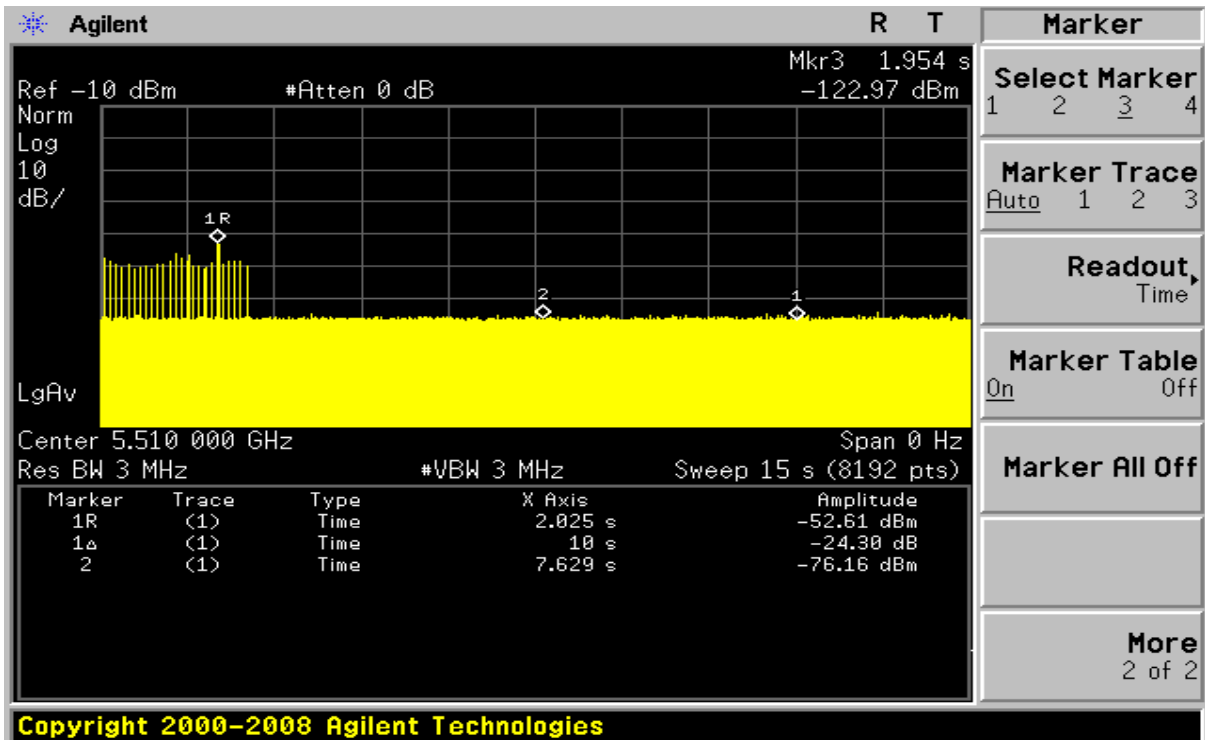 Agilent R T
Mkr3 1.954 s
Ref -10 dBm #Atten 0 dB -122.97 dBm
Norm
Log
10
dB/
1R
2
1
LgAv
Center 5.510 000 GHz Span 0 Hz
Res BW 3 MHz #VBW 3 MHz Sweep 15 s (8192 pts)
Marker Trace Type X Axis Amplitude
1R (1) Time 2.025 s -52.61 dBm
1Δ (1) Time 10 s -24.30 dB
2 (1) Time 7.629 s -76.16 dBm
Copyright 2000-2008 Agilent Technologies
Marker
Select Marker
1 2 3 4
Marker Trace
Auto 1 2 3
Readout
Time
Marker Table
On Off
Marker All Off
More
2 of 2